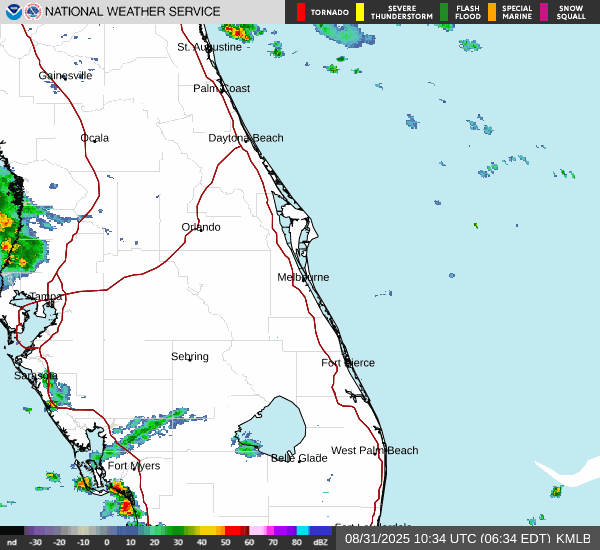 NATIONAL WEATHER SERVICE
TORNADO
SEVERE THUNDERSTORM
FLASH FLOOD
SPECIAL MARINE
SNOW SQUALL
St. Augustine
Gainesville
Palm Coast
Ocala
Daytona Beach
Orlando
Melbourne
Tampa
Sebring
Fort Pierce
Sarasota
West Palm Beach
Belle Glade
Fort Myers
nd -30 -20 -10 0 10 20 30 40 50 60 70 80 dBZ
08/31/2025 10:34 UTC (06:34 EDT) KMLB